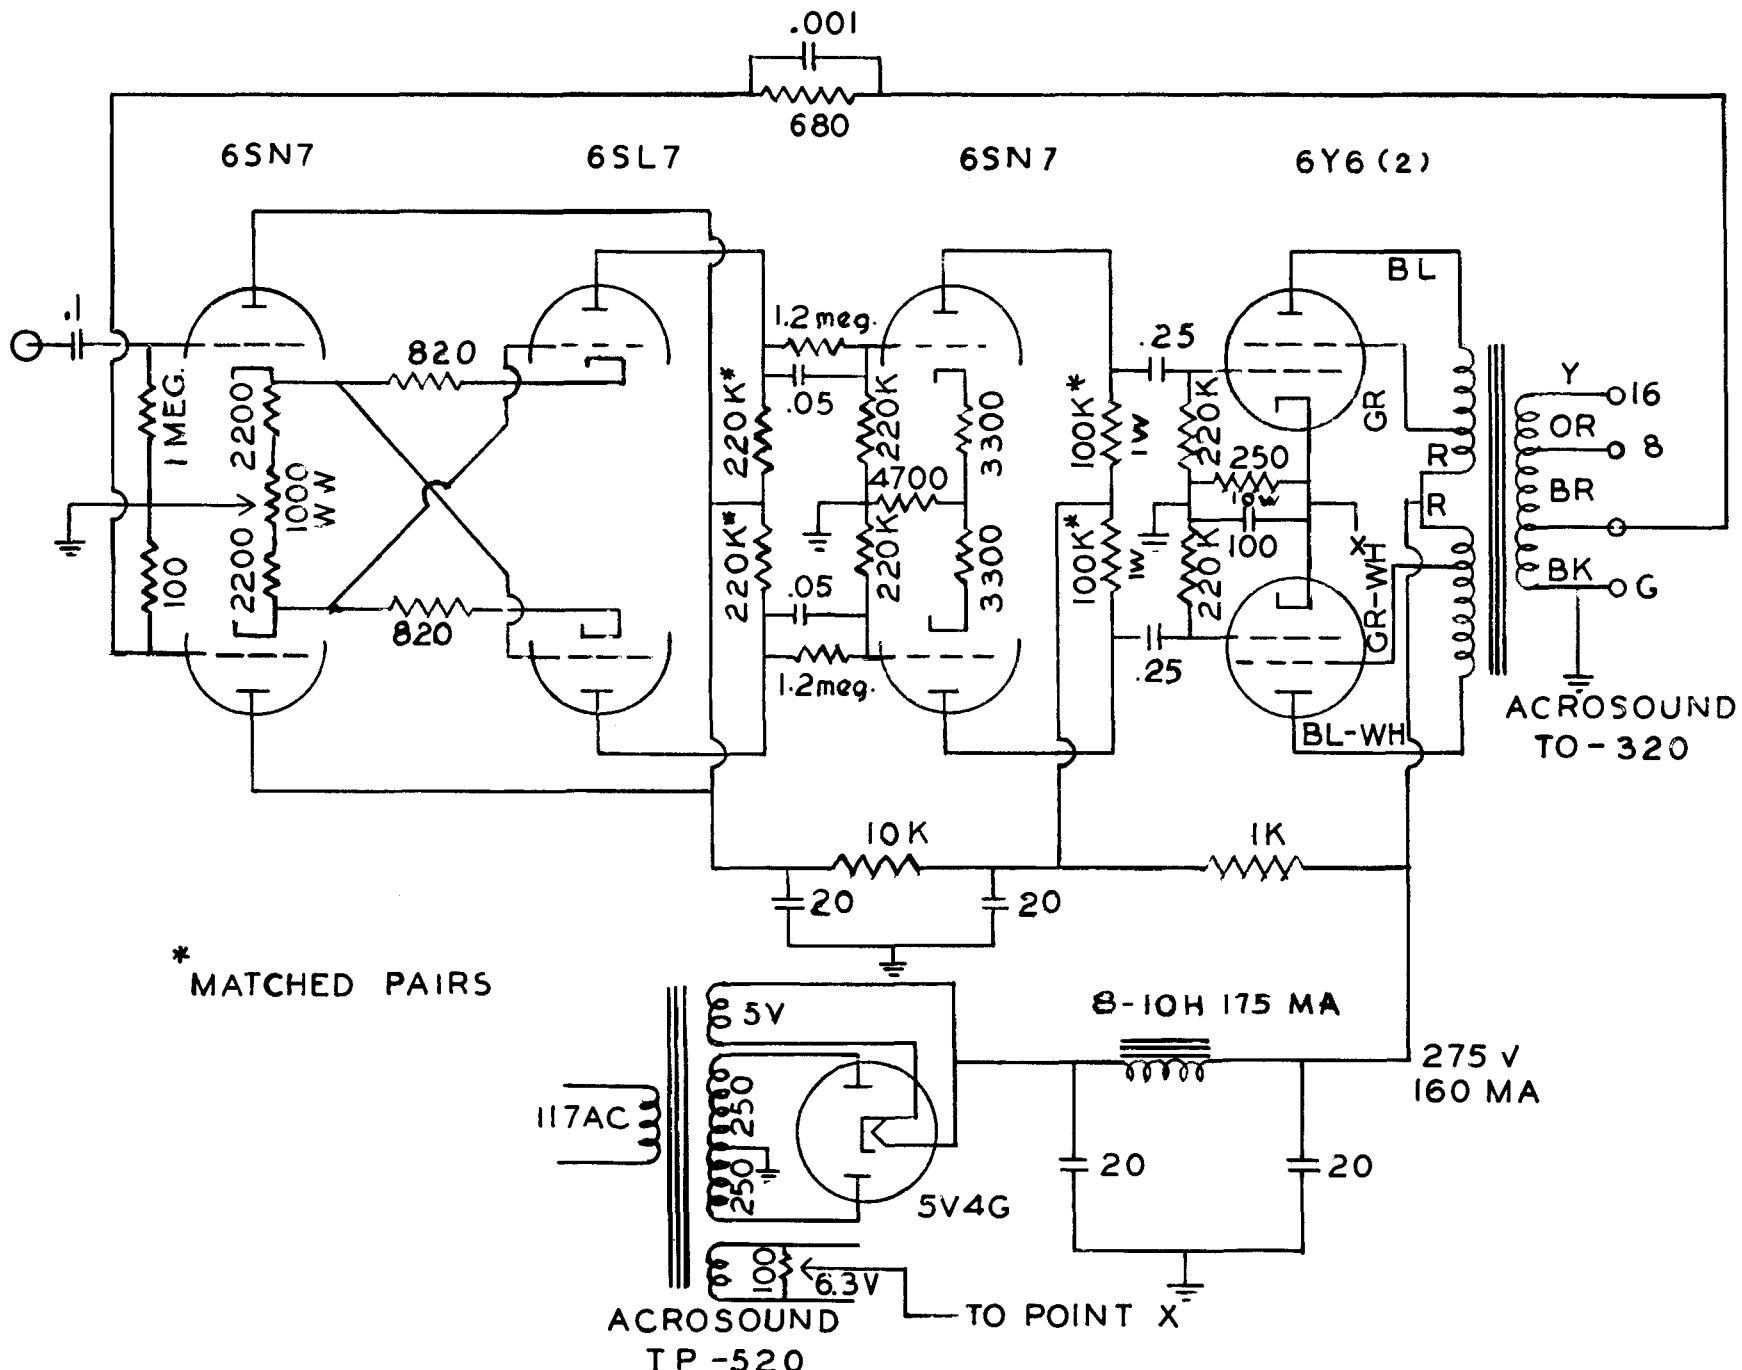 .001
680
6SN7
6SL7
6SN7
6Y6 (2)
BL
.1
1.2 meg.
.25
820
1 MEG.
2200
220K*
.05
220K
3300
100K*
1W
220K
GR
Y
16
OR
8
R
250
10W
4700
1000
WW
R
BR
100
X
100
2200
220K*
.05
220K
3300
100K*
1W
220K
GR-WH
BK
G
820
1.2meg.
.25
BL-WH
ACROSOUND
TO-320
10K
1K
20
20
*
MATCHED PAIRS
5V
8-10H 175 MA
275 V
160 MA
117AC
250
250
20
20
5V4G
100
6.3V
TO POINT X
ACROSOUND
TP-520